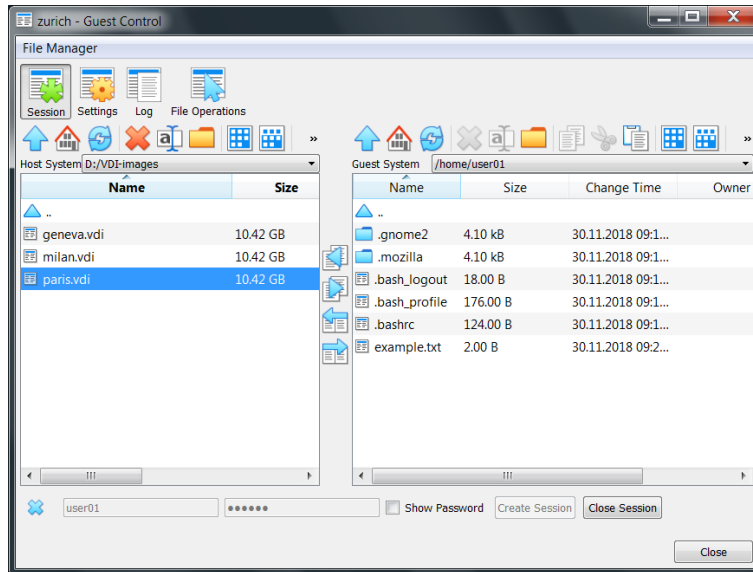 zurich - Guest Control
File Manager
Session Settings Log File Operations
Host System D:/VDI-images
Guest System /home/user01
Name Size
Name Size Change Time Owner
..
..
geneva.vdi 10.42 GB
.gnome2 4.10 kB 30.11.2018 09:1...
milan.vdi 10.42 GB
.mozilla 4.10 kB 30.11.2018 09:1...
paris.vdi 10.42 GB
.bash_logout 18.00 B 30.11.2018 09:1...
.bash_profile 176.00 B 30.11.2018 09:1...
.bashrc 124.00 B 30.11.2018 09:1...
example.txt 2.00 B 30.11.2018 09:2...
user01 ●●●●●● Show Password Create Session Close Session
Close